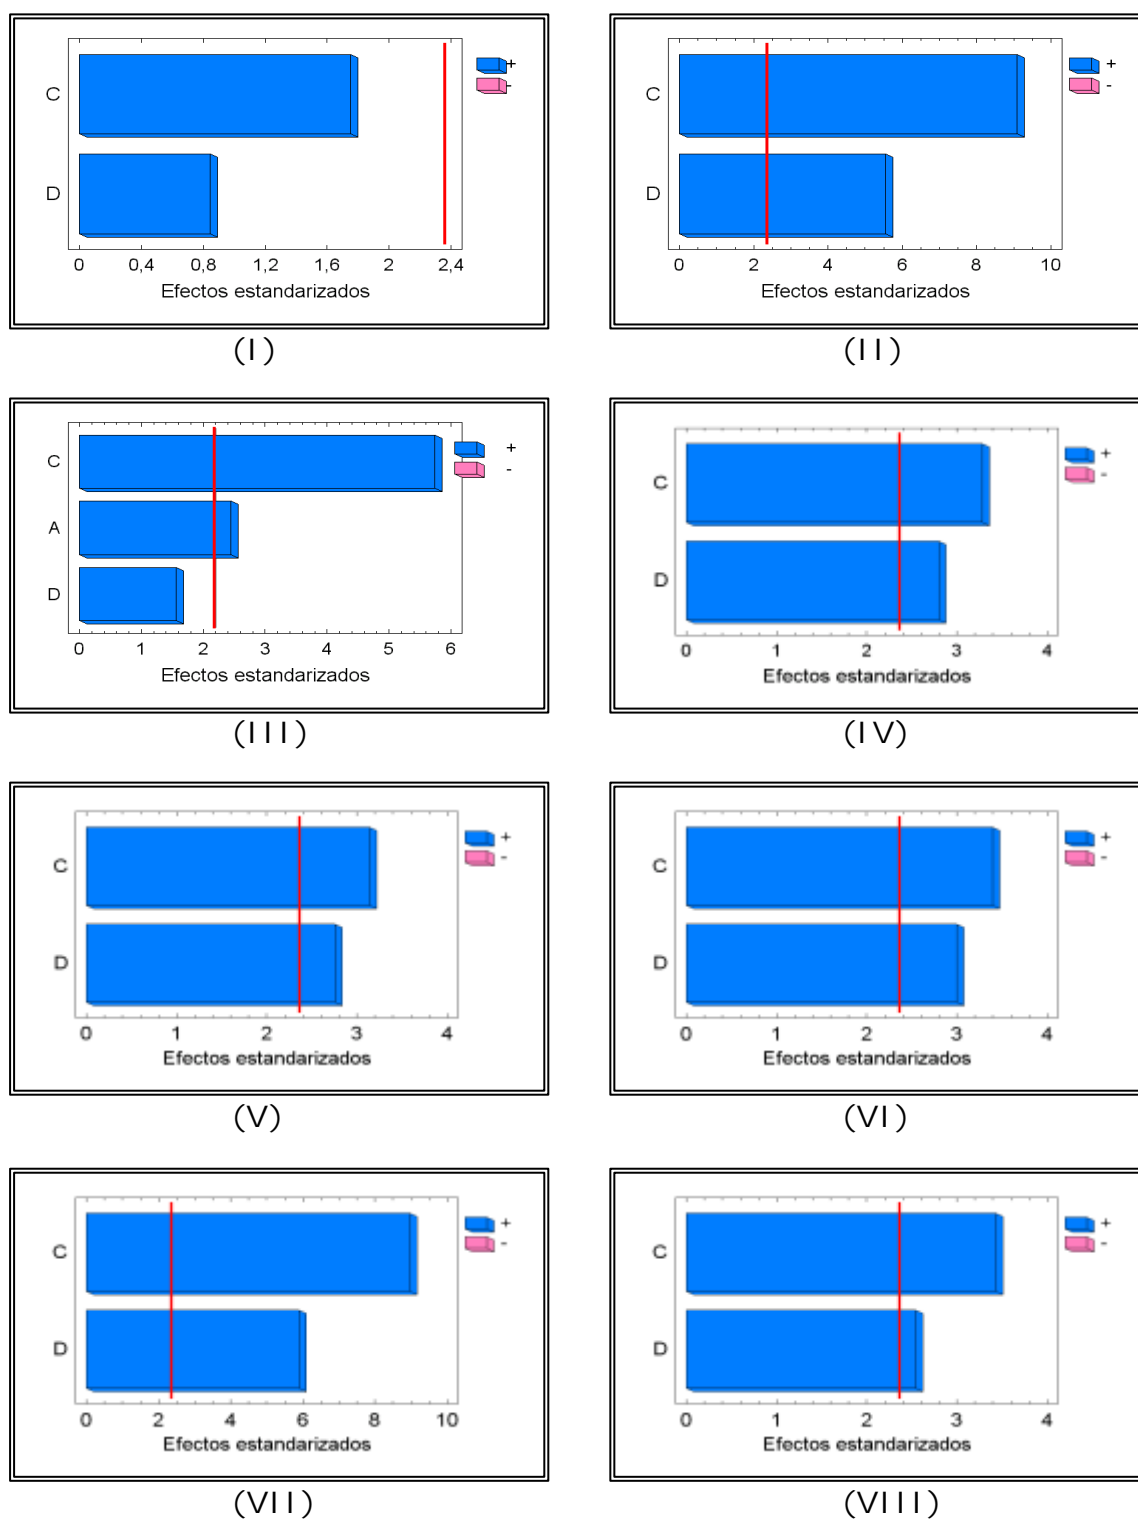 C
D
+
-
0 0,4 0,8 1,2 1,6 2 2,4
Efectos estandarizados
(I)
C
D
+
-
0 2 4 6 8 10
Efectos estandarizados
(II)
C
A
D
+
-
0 1 2 3 4 5 6
Efectos estandarizados
(III)
C
D
+
-
0 1 2 3 4
Efectos estandarizados
(IV)
C
D
+
-
0 1 2 3 4
Efectos estandarizados
(V)
C
D
+
-
0 1 2 3 4
Efectos estandarizados
(VI)
C
D
+
-
0 2 4 6 8 10
Efectos estandarizados
(VII)
C
D
+
-
0 1 2 3 4
Efectos estandarizados
(VIII)